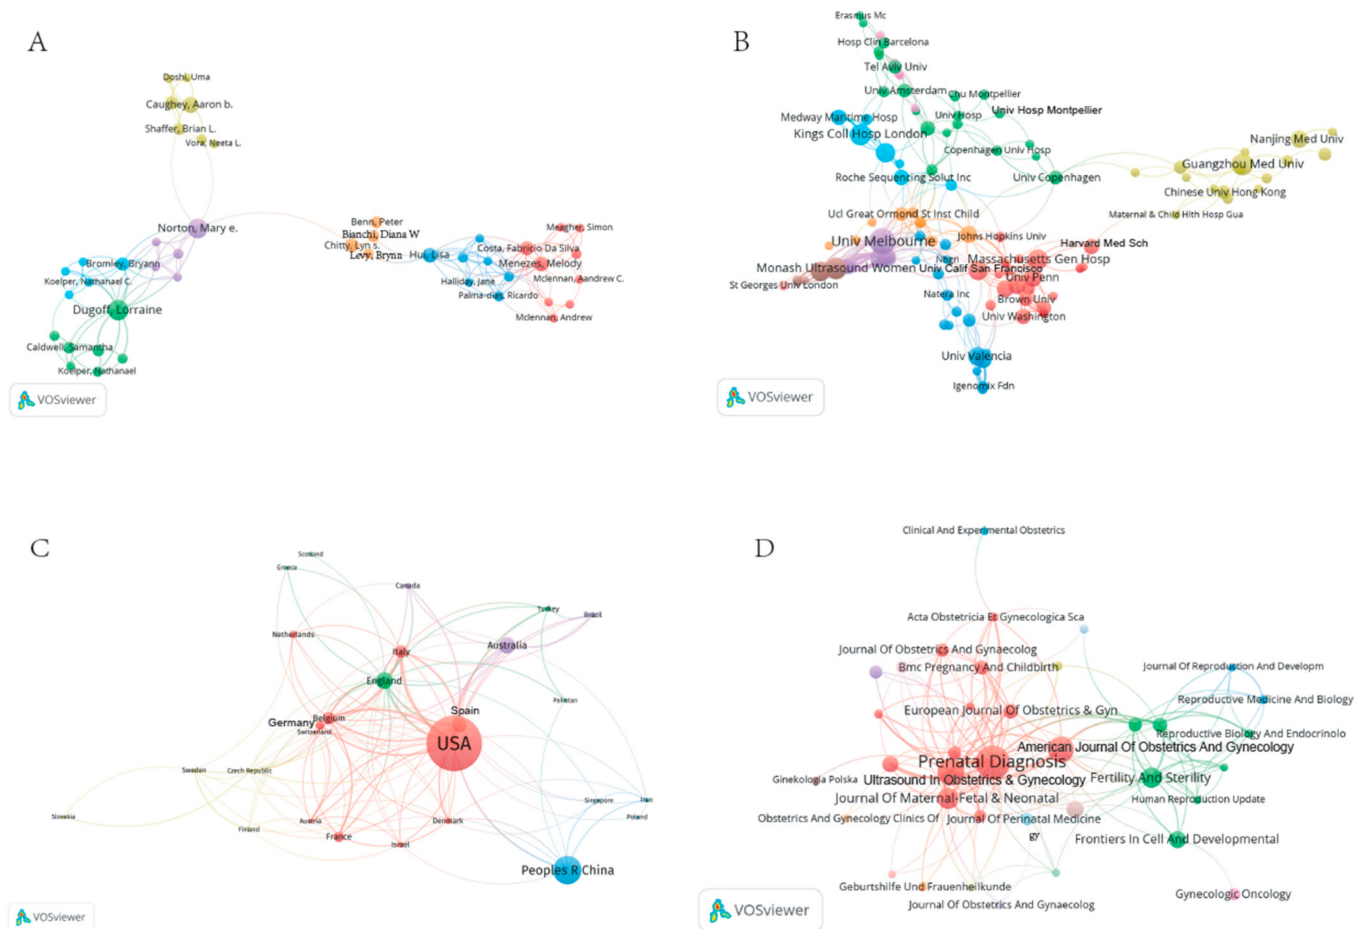 A
Doshi, Uma
Caughey, Aaron b.
Shaffer, Brian L.
Vora, Neeta L.
Norton, Mary e.
Bromley, Bryann
Koelper, Nathanael C.
Dugoff, Lorraine
Caldwell, Samantha
Koelper, Nathanael
Benn, Peter
Bianchi, Diana W
Chitty, Lyn s.
Levy, Brynn
Hui, Lisa
Meagher, Simon
Costa, Fabricio Da Silva
Menezes, Melody
Halliday, Jane
Mclennan, Aandrew C.
Palma-dias, Ricardo
Mclennan, Andrew
VOSviewer
B
Erasmus Mc
Hosp Clin Barcelona
Tel Aviv Univ
Univ Amsterdam
Chu Montpellier
Medway Maritime Hosp
Univ Hosp
Univ Hosp Montpellier
Kings Coll Hosp London
Copenhagen Univ Hosp
Nanjing Med Univ
Guangzhou Med Univ
Roche Sequencing Solut Inc
Univ Copenhagen
Chinese Univ Hong Kong
Ucl Great Ormond St Inst Child
Maternal & Child Hlth Hosp Gua
Univ Melbourne
Johns Hopkins Univ
Harvard Med Sch
Massachusetts Gen Hosp
Monash Ultrasound Women
Univ Calif San Francisco
Univ Penn
St Georges Univ London
Natera Inc
Brown Univ
Univ Washington
Univ Valencia
Igenomix Fdn
VOSviewer
C
Scotland
Greece
Canada
Turkey
Brazil
Netherlands
Italy
Australia
England
Pakistan
Spain
Germany
Belgium
Switzerland
USA
Sweden
Czech Republic
Singapore
Iran
Slovakia
Poland
Austria
Denmark
Finland
France
Israel
Peoples R China
VOSviewer
D
Clinical And Experimental Obstetrics
Acta Obstetricia Et Gynecologica Sca
Journal Of Obstetrics And Gynaecolog
Bmc Pregnancy And Childbirth
Journal Of Reproduction And Developm
Reproductive Medicine And Biology
European Journal Of Obstetrics & Gyn
Reproductive Biology And Endocrinolo
American Journal Of Obstetrics And Gynecology
Prenatal Diagnosis
Ginekologia Polska
Ultrasound In Obstetrics & Gynecology
Fertility And Sterility
Journal Of Maternal-Fetal & Neonatal
Human Reproduction Update
Obstetrics And Gynecology Clinics Of
Journal Of Perinatal Medicine
gy
Frontiers In Cell And Developmental
Geburtshilfe Und Frauenheilkunde
Gynecologic Oncology
Journal Of Obstetrics And Gynaecolog
VOSviewer